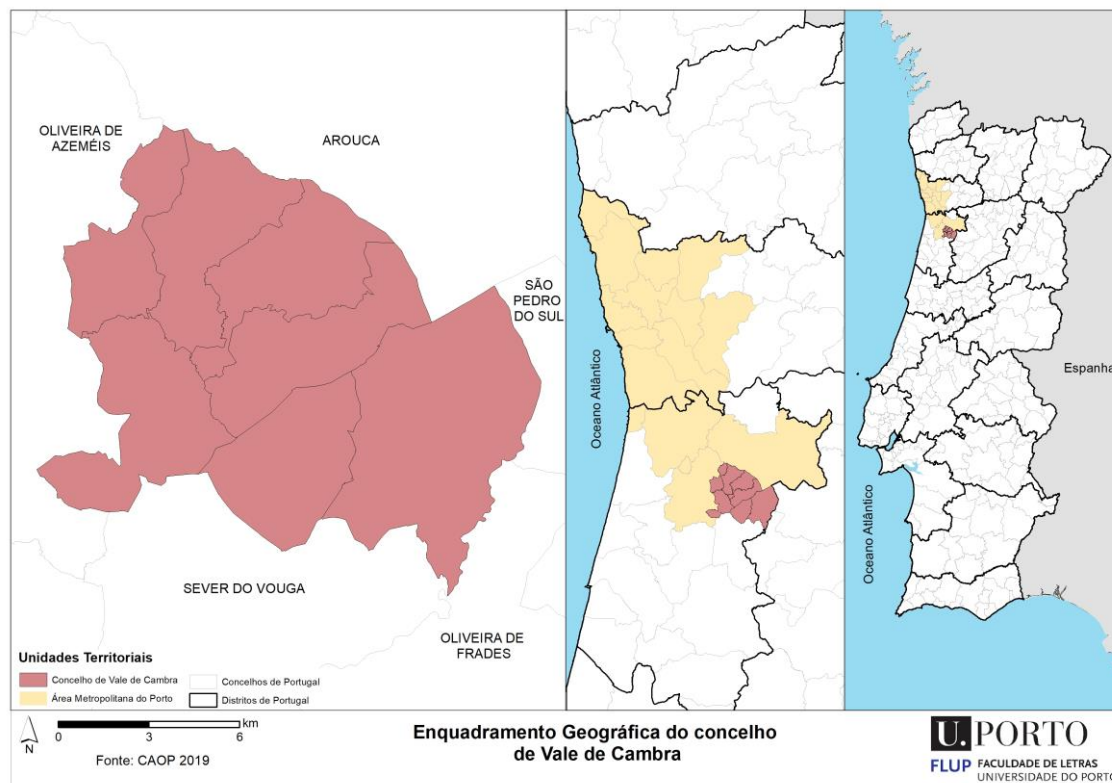 OLIVEIRA DE
AZEMÉIS
AROUCA
SÃO
PEDRO
DO SUL
SEVER DO VOUGA
OLIVEIRA DE
FRADES
Unidades Territoriais
Concelho de Vale de Cambra
Concelhos de Portugal
Área Metropolitana do Porto
Distritos de Portugal
Oceano Atlântico
Espanha
Oceano Atlântico
N
km
0 3 6
Fonte: CAOP 2019
Enquadramento Geográfica do concelho
de Vale de Cambra
U.PORTO
FLUP FACULDADE DE LETRAS
UNIVERSIDADE DO PORTO